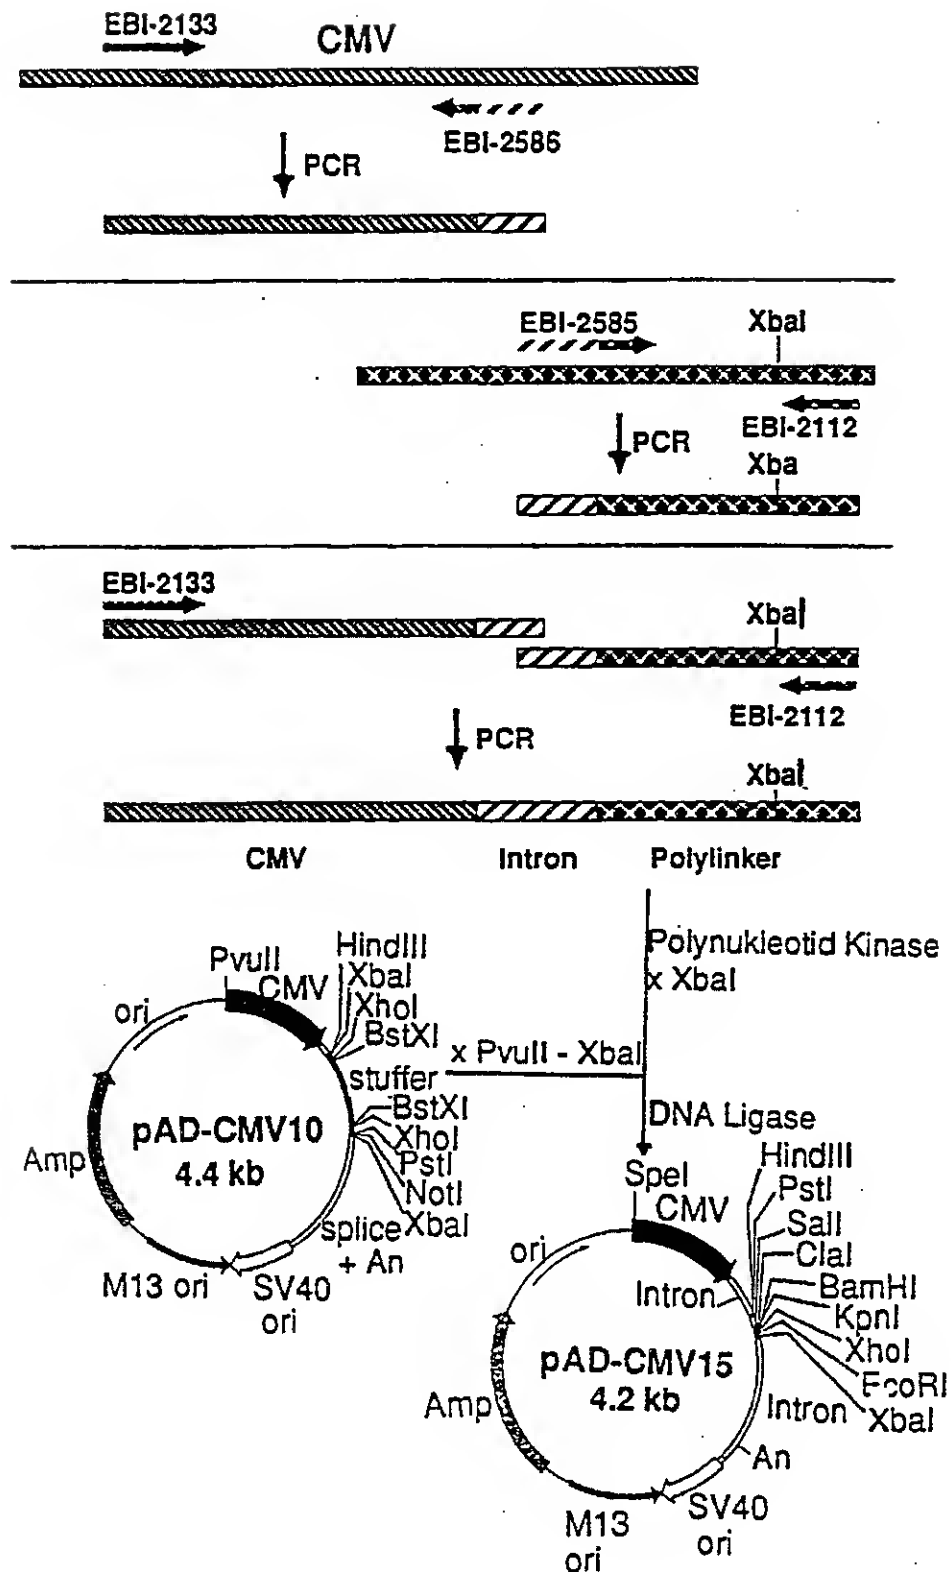 EBI-2133
CMV
EBI-2586
PCR
EBI-2585
XbaI
EBI-2112
PCR
Xba
EBI-2133
XbaI
EBI-2112
PCR
XbaI
CMV
Intron
Polylinker
Polynukleotid Kinase
x XbaI
x PvuII - XbaI
DNA Ligase
PvuII
CMV
HindIII
XbaI
XhoI
BstXI
stuffer
BstXI
XhoI
PstI
NotI
XbaI
splice
+ An
SV40
ori
M13 ori
Amp
ori
pAD-CMV10
4.4 kb
SpeI
CMV
Intron
HindIII
PstI
SalI
ClaI
BamHI
KpnI
XhoI
EcoRI
XbaI
Intron
An
SV40
ori
M13
ori
Amp
ori
pAD-CMV15
4.2 kb